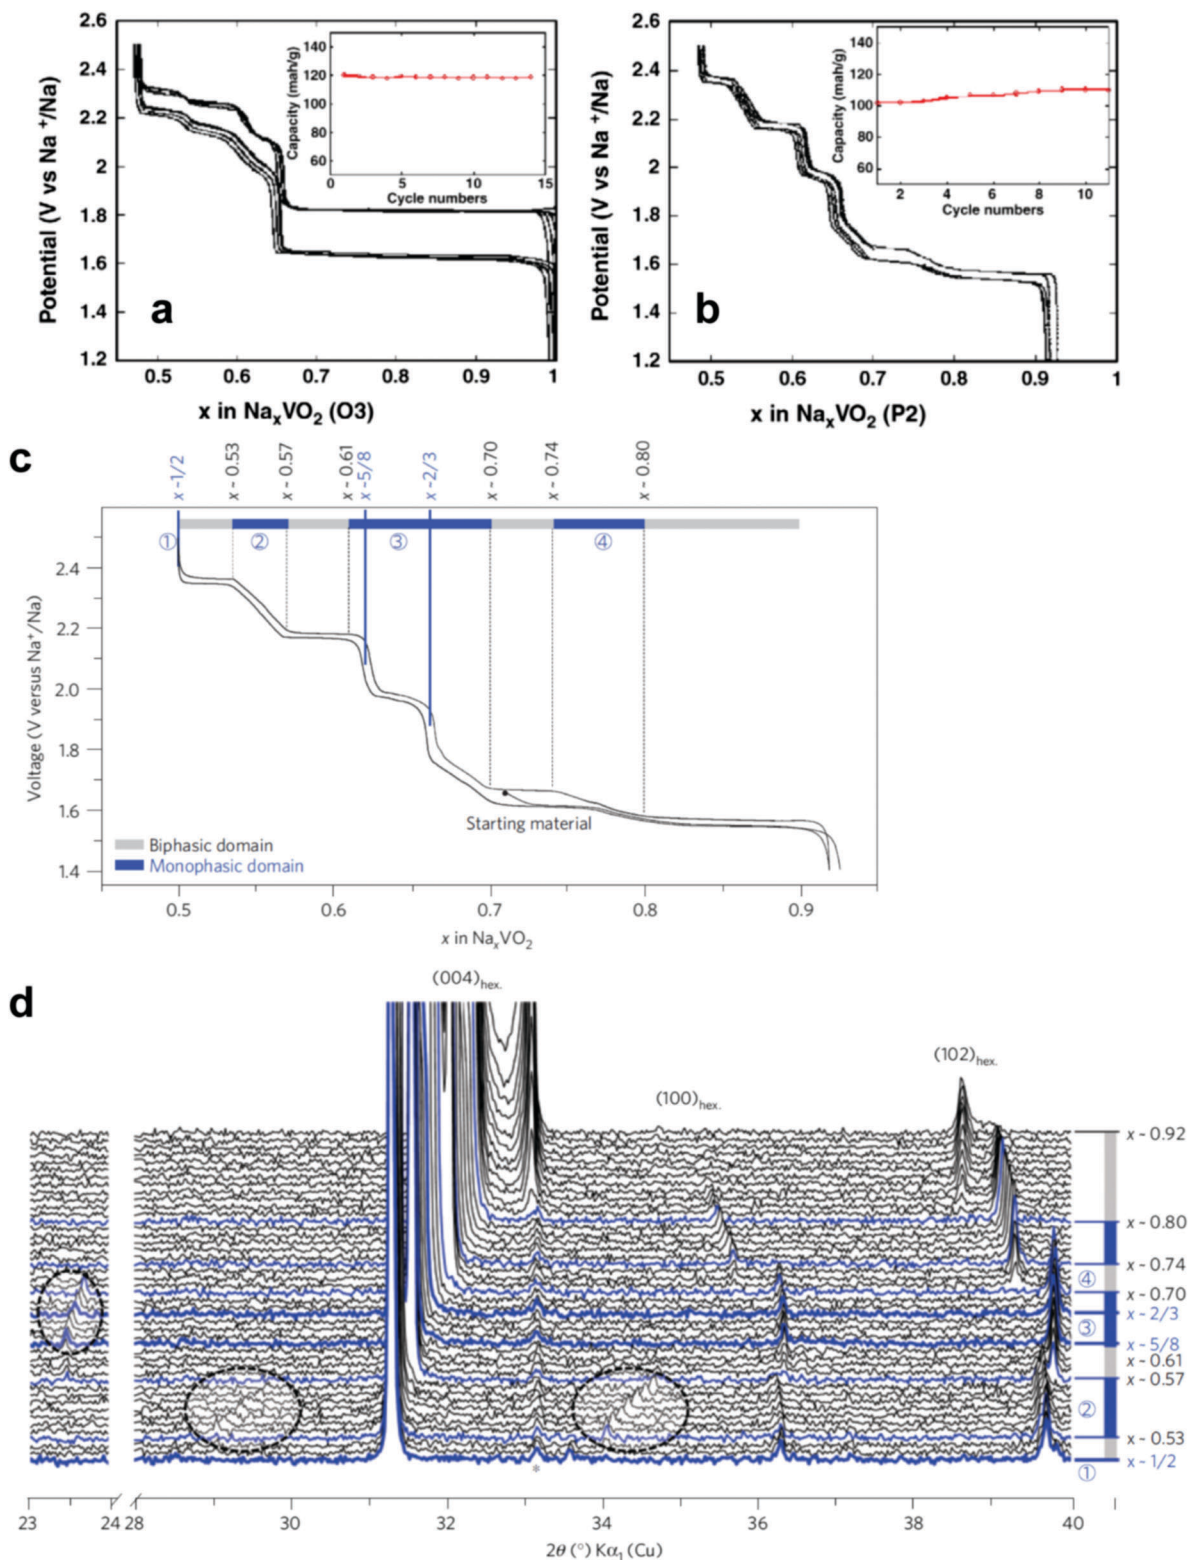 2.6
2.4
2.2
2
1.8
1.6
1.4
1.2
Potential (V vs Na +/Na)
140
120
100
80
60
Capacity (mah/g)
0 5 10 15
Cycle numbers
a
0.5 0.6 0.7 0.8 0.9 1
x in NaxVO2 (O3)
2.6
2.4
2.2
2
1.8
1.6
1.4
1.2
Potential (V vs Na +/Na)
140
120
100
80
60
Capacity (mah/g)
2 4 6 8 10
Cycle numbers
b
0.5 0.6 0.7 0.8 0.9 1
x in NaxVO2 (P2)
c
x ~1/2
x ~ 0.53
x ~ 0.57
x ~ 0.61
x ~5/8
x ~2/3
x ~ 0.70
x ~ 0.74
x ~ 0.80
① ② ③ ④
2.4
2.2
2.0
1.8
1.6
1.4
Voltage (V versus Na+/Na)
Starting material
Biphasic domain
Monophasic domain
0.5 0.6 0.7 0.8 0.9
x in NaxVO2
d
(004)hex.
(100)hex.
(102)hex.
x ~ 0.92
x ~ 0.80
x ~ 0.74
④
x ~ 0.70
x ~ 2/3
③
x ~ 5/8
x ~ 0.61
x ~ 0.57
②
x ~ 0.53
x ~ 1/2
①
*
23 24 28 30 32 34 36 38 40
2θ (°) Kα1 (Cu)